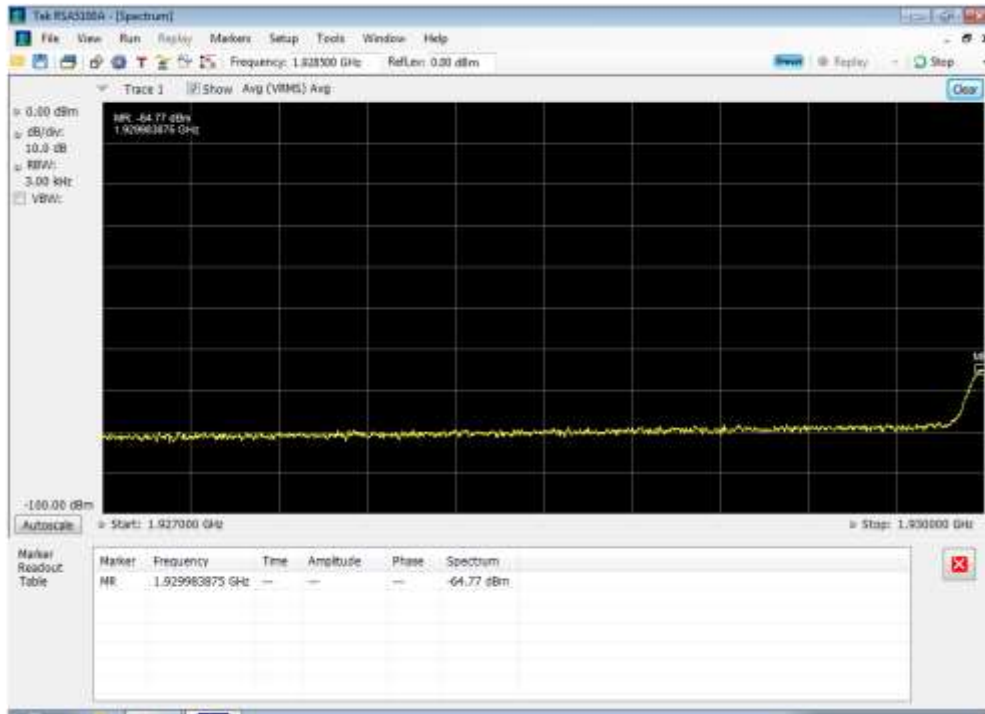 Tek RSA5100A - [Spectrum]
File View Run Replay Markers Setup Tools Window Help
Frequency: 1.928500 GHz RefLev: 0.00 dBm Preset Replay Stop
Trace 1 Show Avg (VRMS) Avg Clear
0.00 dBm
dB/div:
10.0 dB
RBW:
3.00 kHz
VBW:
MR: -64.77 dBm
1.929983875 GHz
-100.00 dBm
Autoscale Start: 1.927000 GHz Stop: 1.930000 GHz
Marker
Readout
Table
Marker Frequency Time Amplitude Phase Spectrum
MR 1.929983875 GHz --- --- --- -64.77 dBm